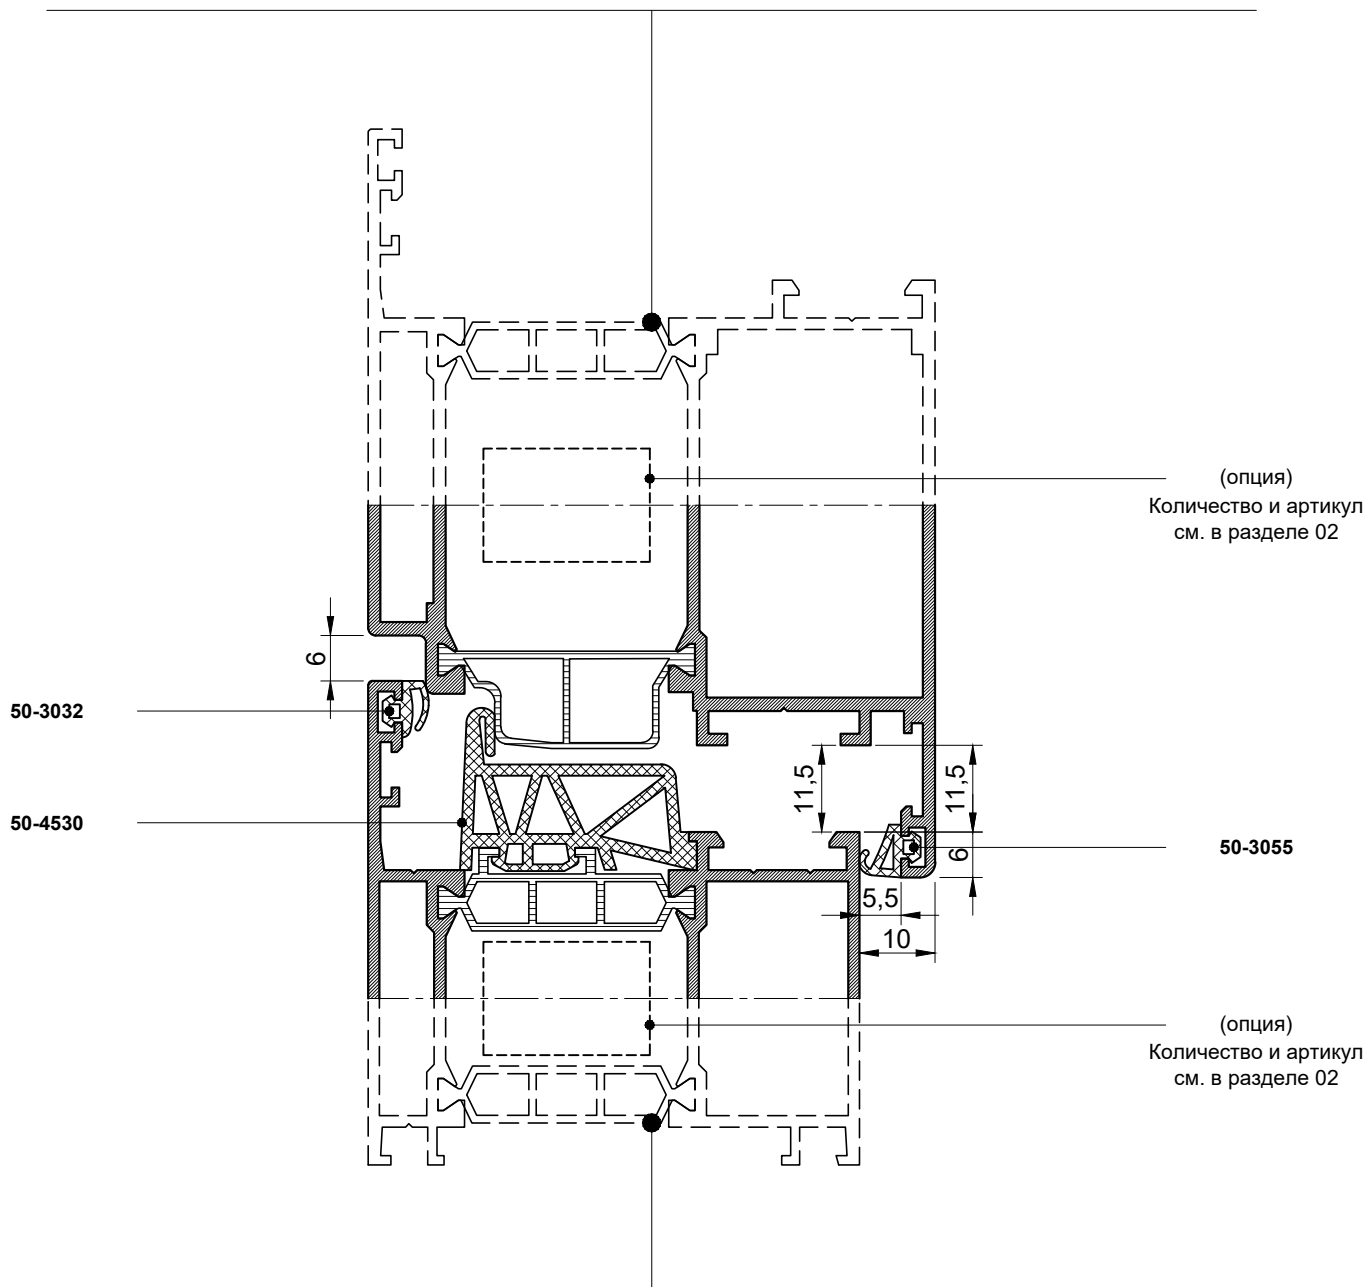 (опция)
Количество и артикул
см. в разделе 02
6
50-3032
11,5
11,5
50-4530
50-3055
6
5,5
10
(опция)
Количество и артикул
см. в разделе 02